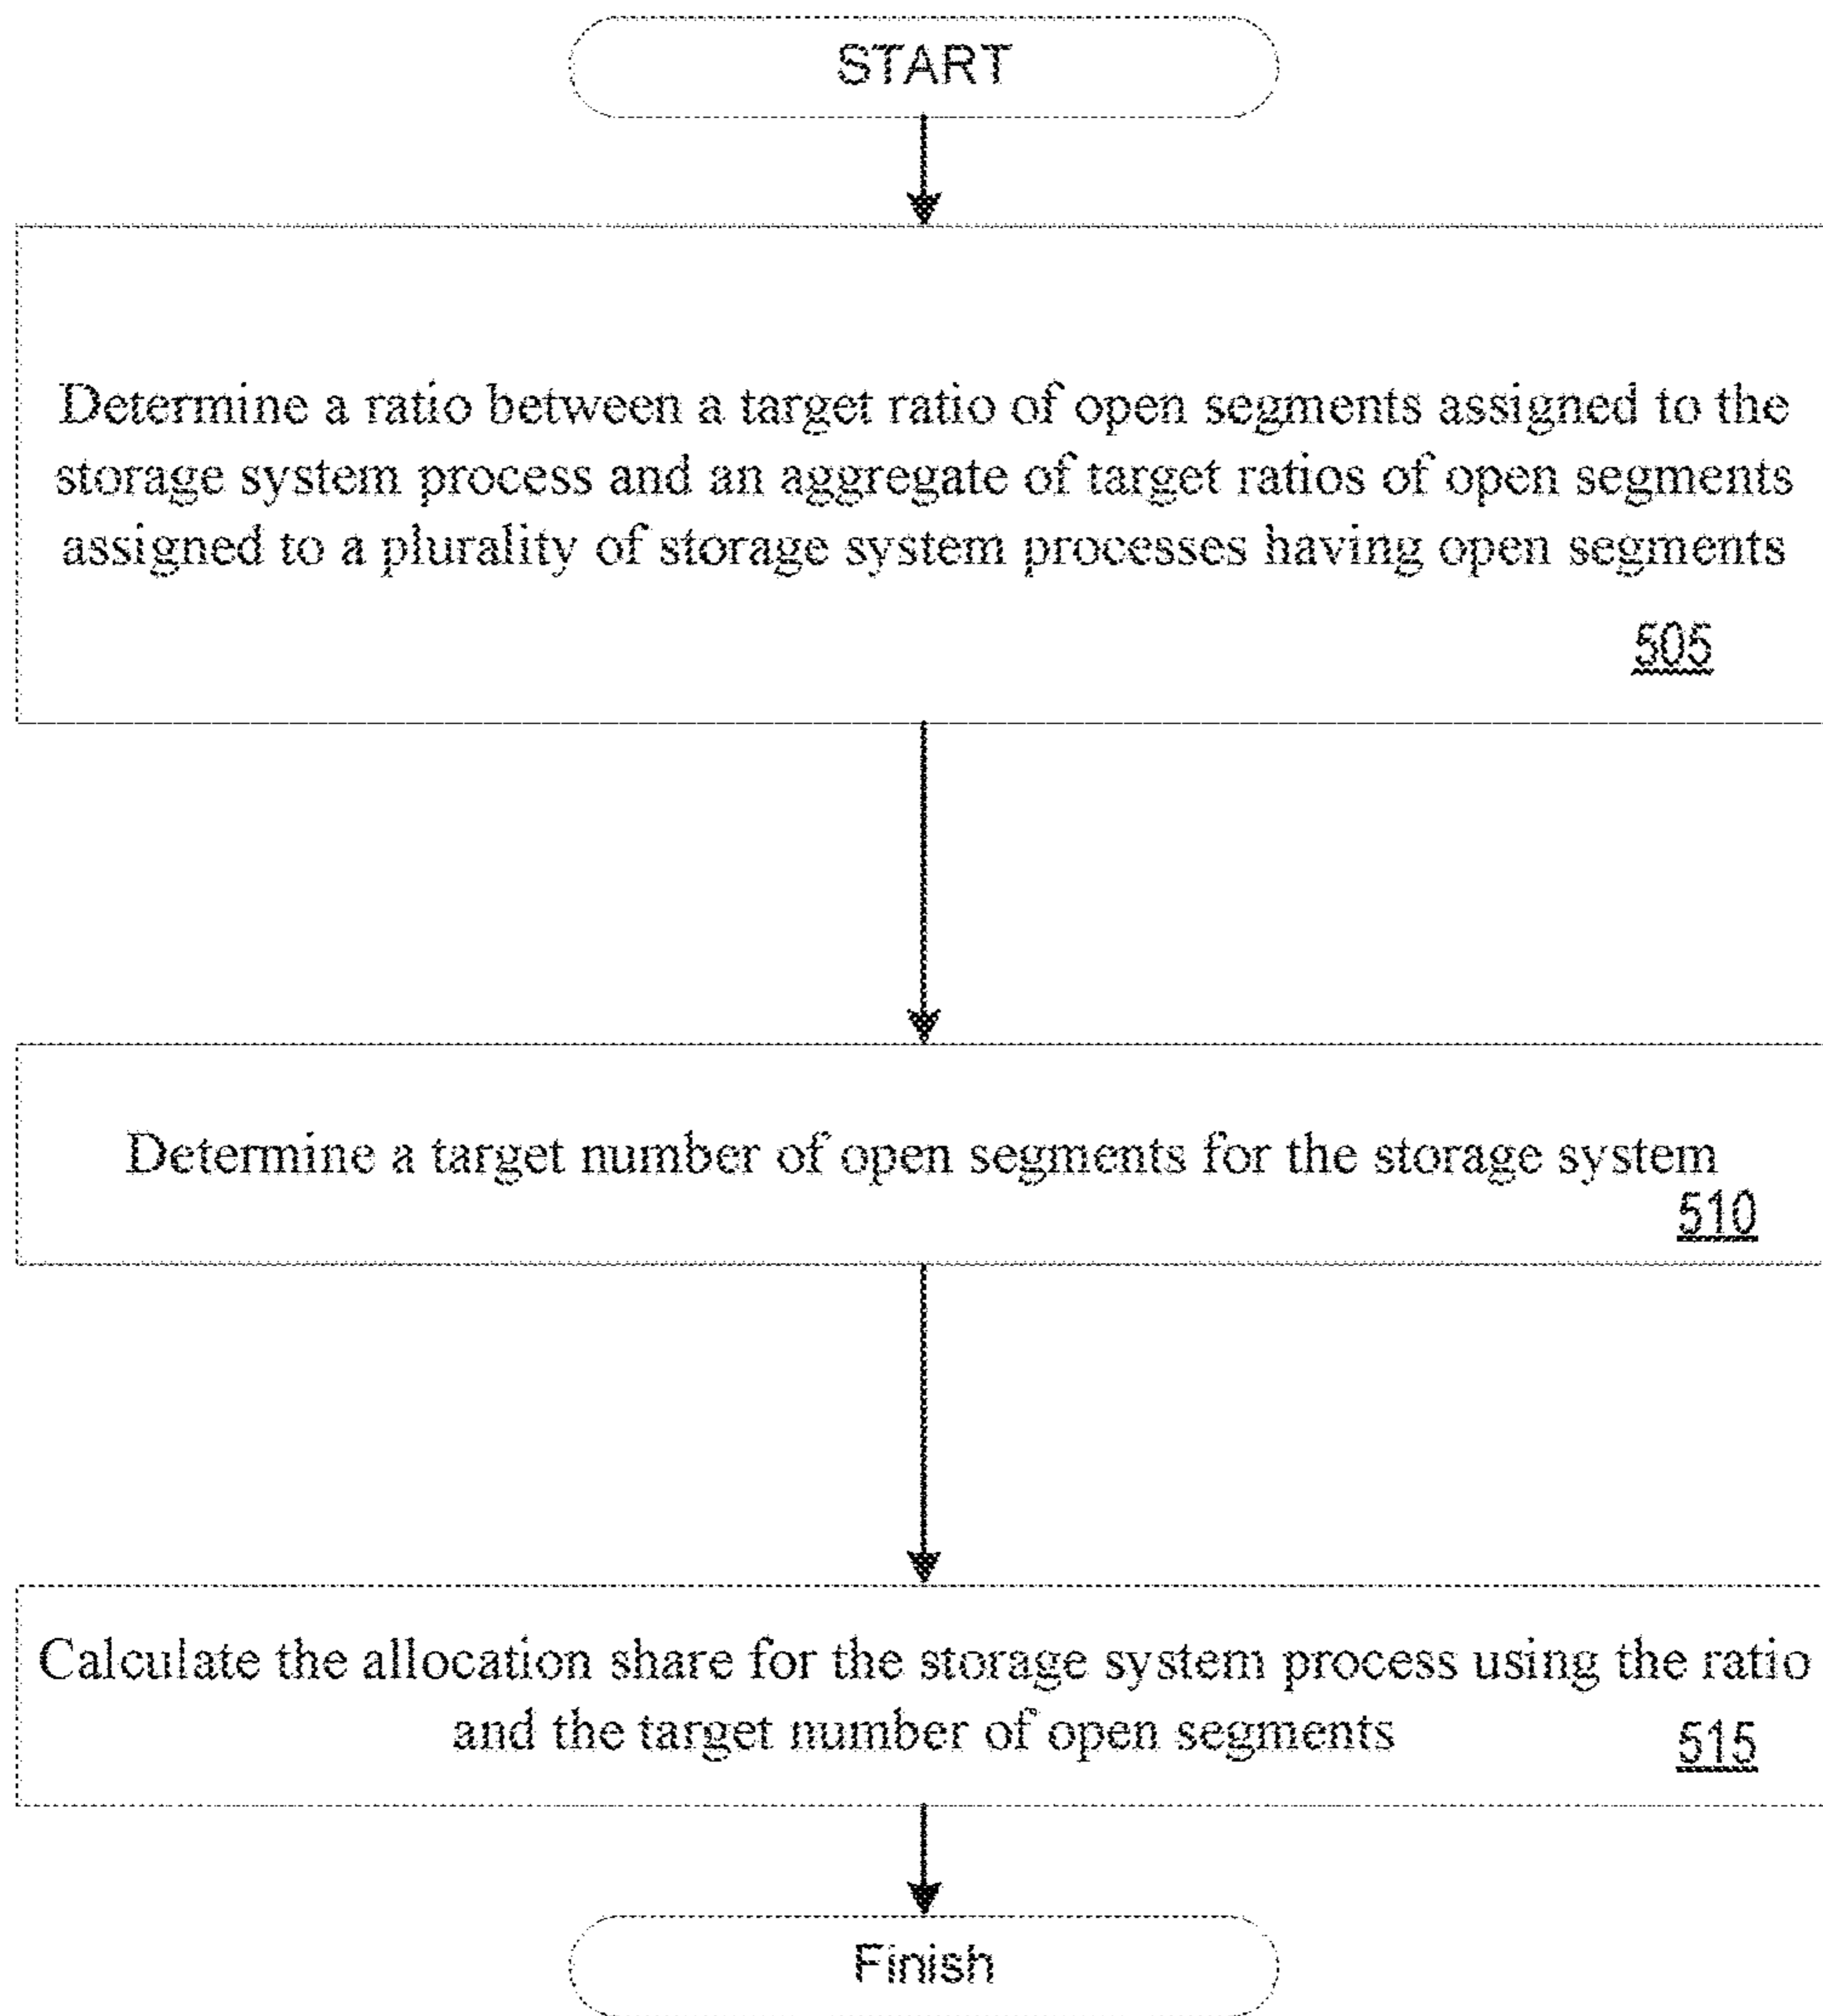 START
Determine a ratio between a target ratio of open segments assigned to the
storage system process and an aggregate of target ratios of open segments
assigned to a plurality of storage system processes having open segments
505
Determine a target number of open segments for the storage system
510
Calculate the allocation share for the storage system process using the ratio
and the target number of open segments
515
Finish